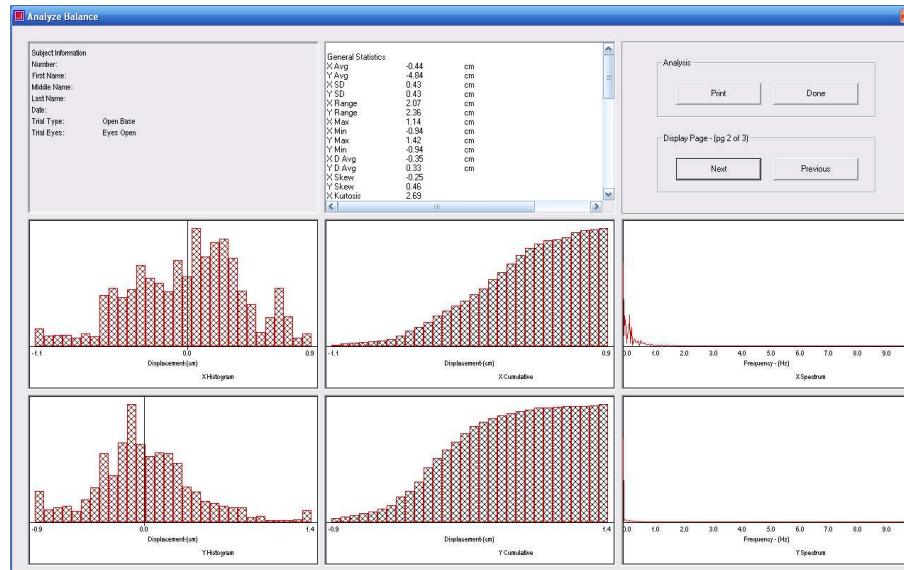 Analyze Balance
Subject Information
Number:
First Name:
Middle Name:
Last Name:
Date:
Trial Type: Open Base
Trial Eyes: Eyes Open
General Statistics
X Avg -0.44 cm
Y Avg -4.84 cm
X SD 0.43 cm
Y SD 0.43 cm
X Range 2.07 cm
Y Range 2.36 cm
X Max 1.14 cm
X Min -0.94 cm
Y Max 1.42 cm
Y Min -0.94 cm
X D Avg -0.35 cm
Y D Avg 0.33 cm
X Skew -0.25
Y Skew 0.46
X Kurtosis 2.69
Analysis
Print Done
Display Page - (pg 2 of 3)
Next Previous
-1.1 0.0 0.9
Displacement-(cm)
X Histogram
-1.1 0.9
Displacement-(cm)
X Cumulative
0.0 1.0 2.0 3.0 4.0 5.0 6.0 7.0 8.0 9.0
Frequency - (Hz)
X Spectrum
-0.9 0.0 1.4
Displacement-(cm)
Y Histogram
-0.9 1.4
Displacement-(cm)
Y Cumulative
0.0 1.0 2.0 3.0 4.0 5.0 6.0 7.0 8.0 9.0
Frequency - (Hz)
Y Spectrum